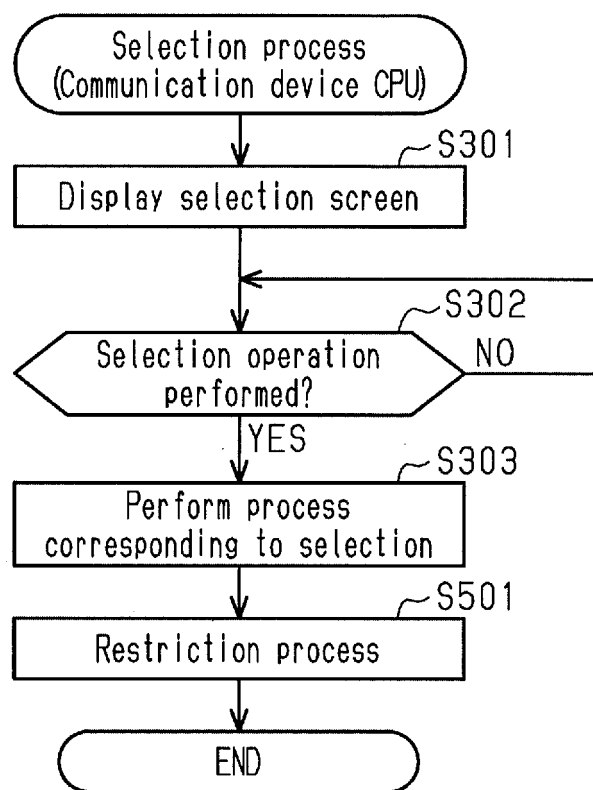 Selection process
(Communication device CPU)
S301
Display selection screen
S302
Selection operation
performed?
NO
YES
S303
Perform process
corresponding to selection
S501
Restriction process
END